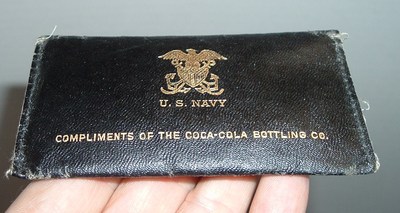 U. S. NAVY
COMPLIMENTS OF THE COCA-COLA BOTTLING CO.